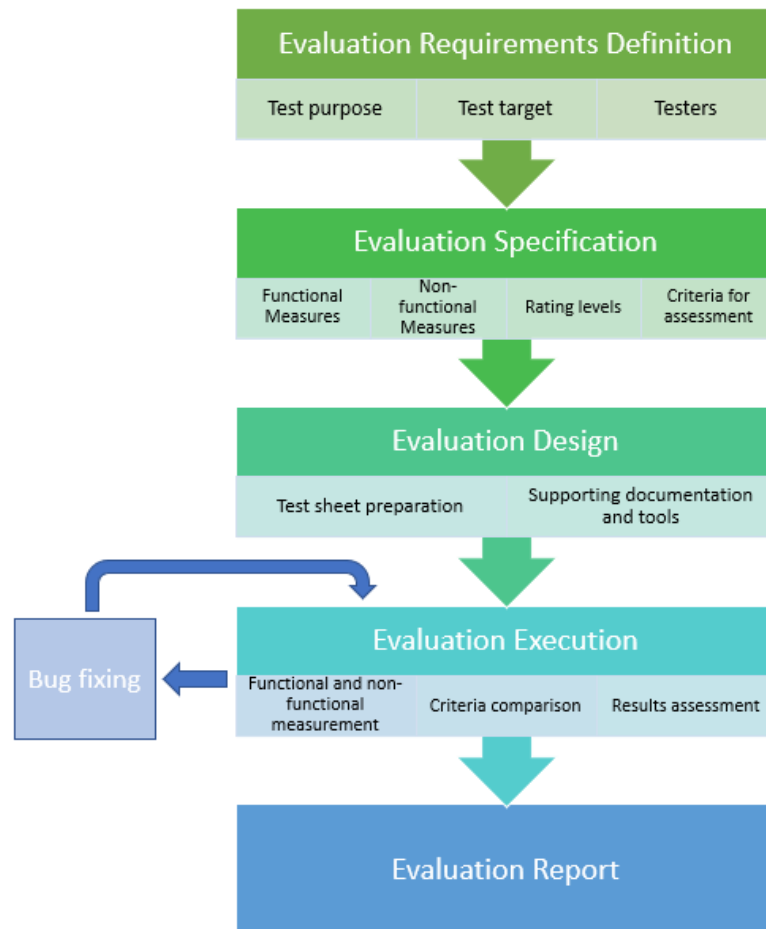 Evaluation Requirements Definition
Test purpose
Test target
Testers
Evaluation Specification
Functional
Measures
Non-
functional
Measures
Rating levels
Criteria for
assessment
Evaluation Design
Test sheet preparation
Supporting documentation
and tools
Evaluation Execution
Bug fixing
Functional and non-
functional
measurement
Criteria comparison
Results assessment
Evaluation Report